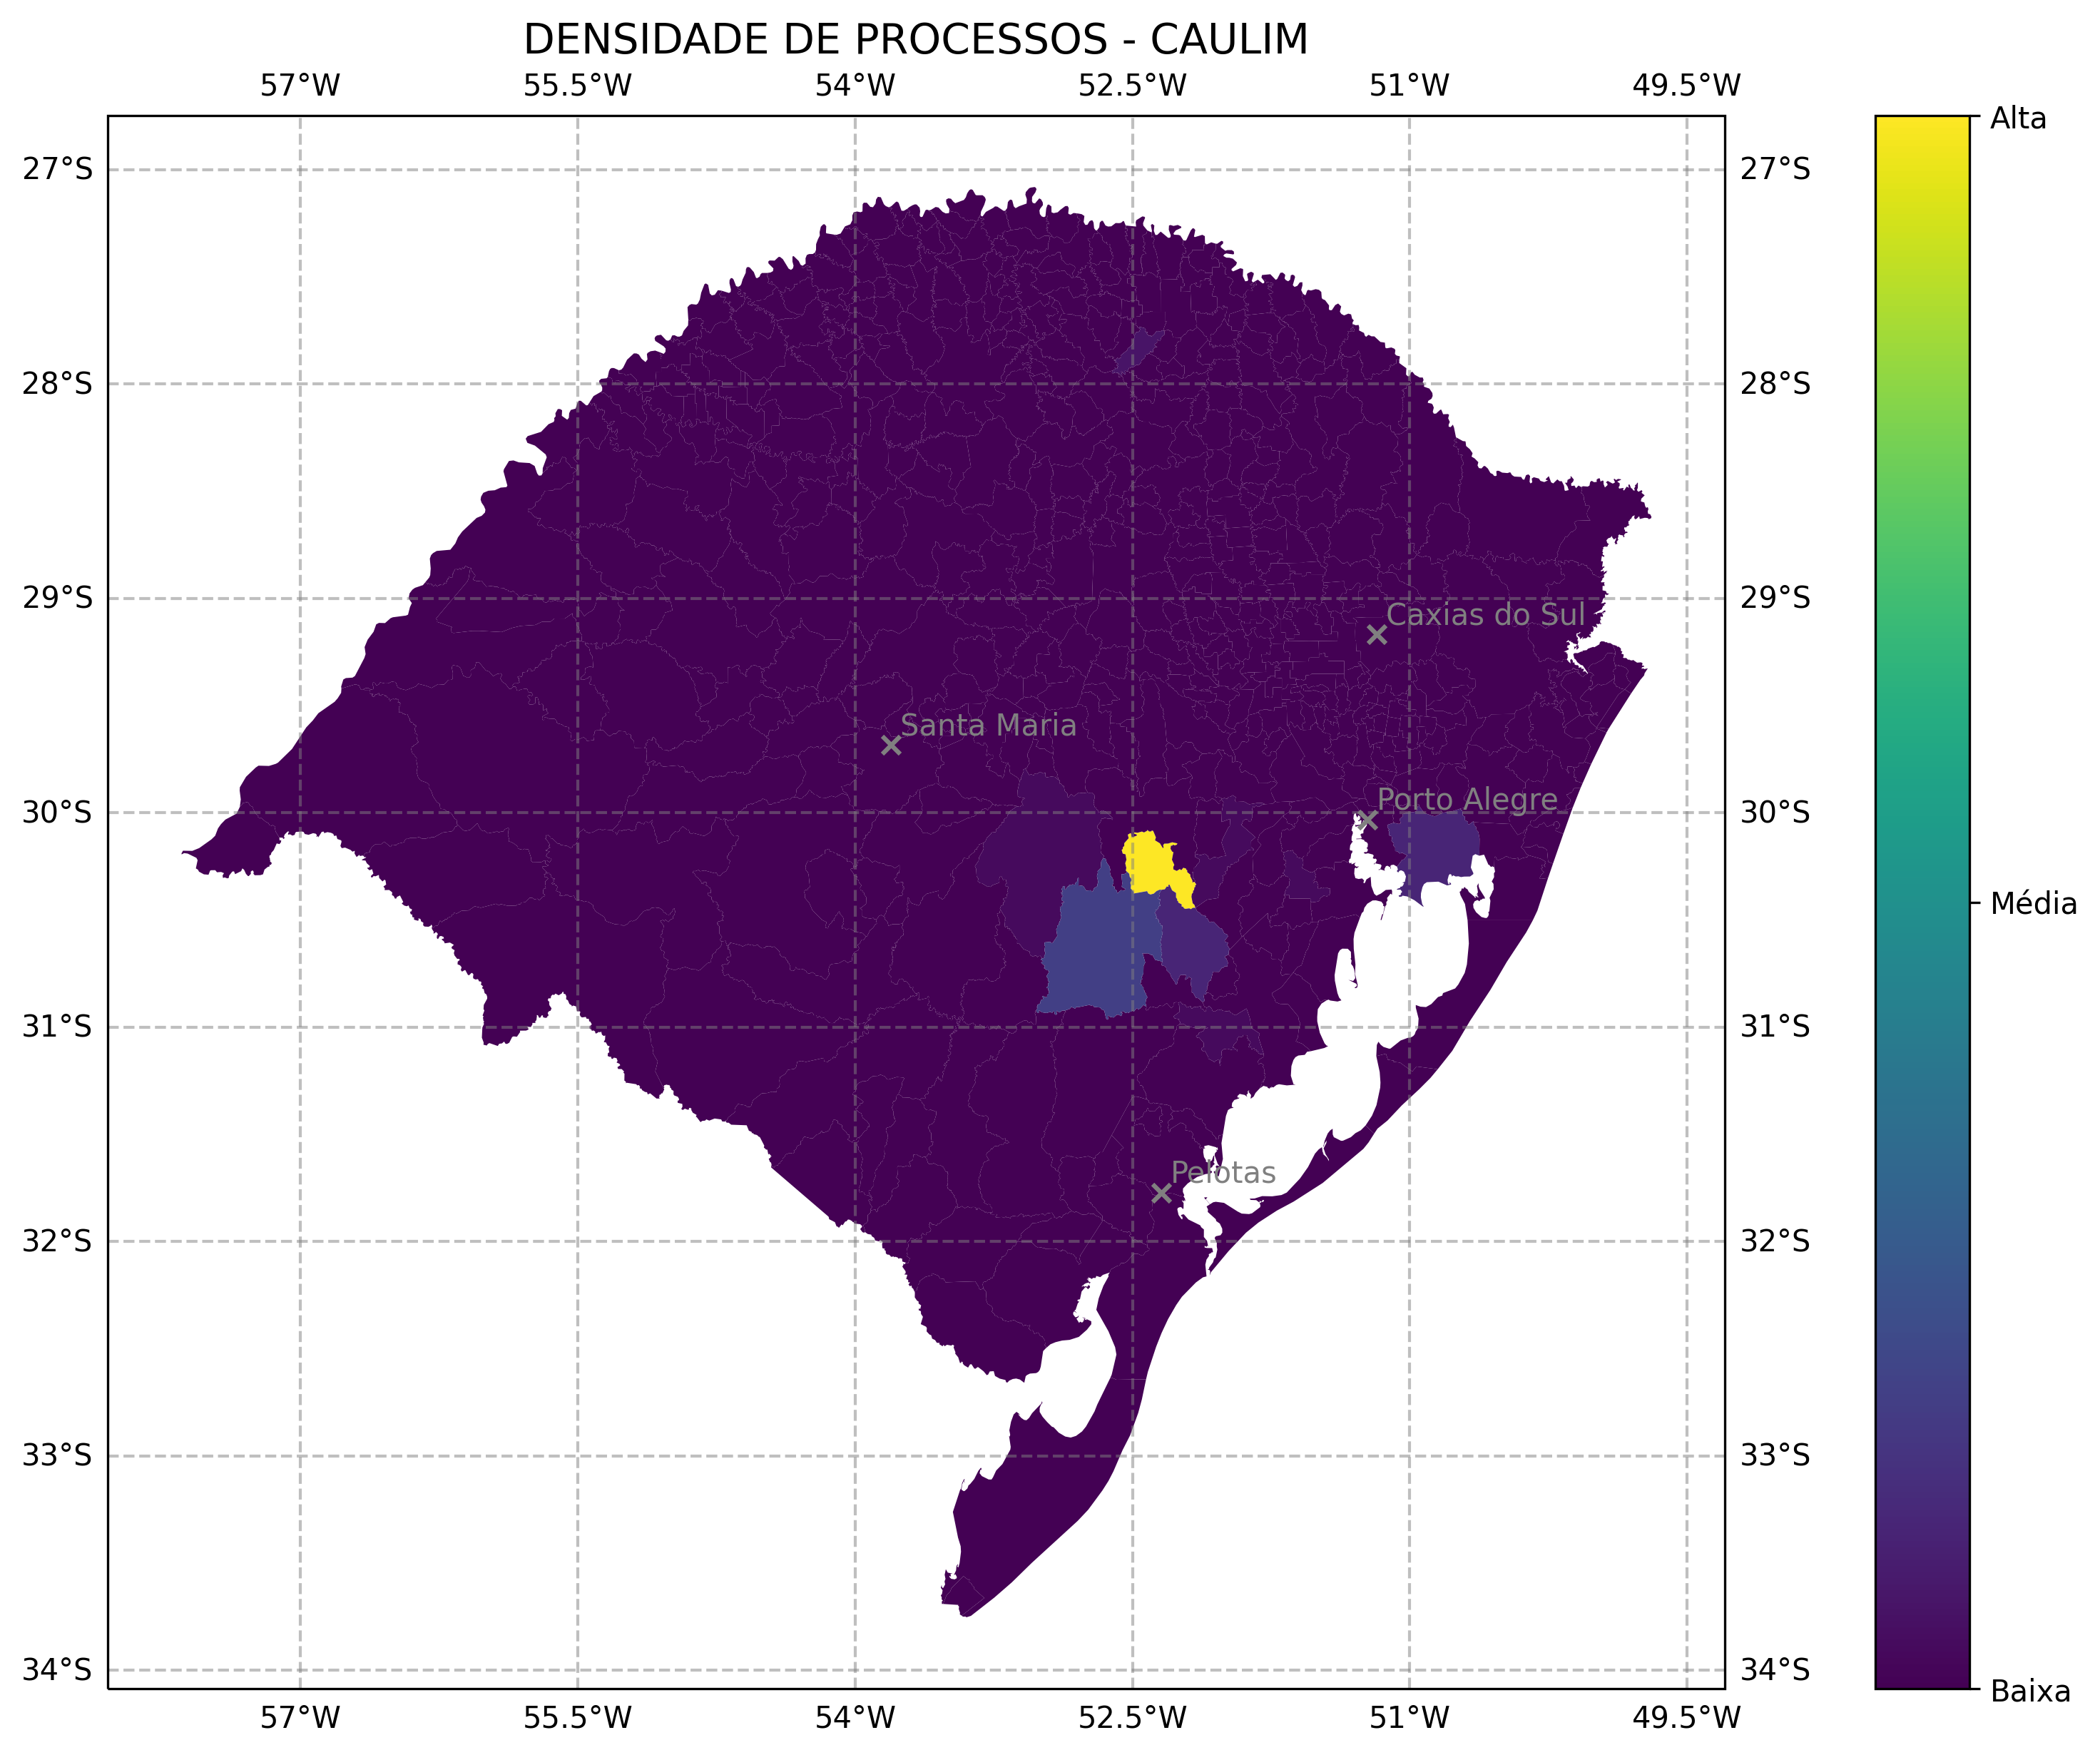 DENSIDADE DE PROCESSOS - CAULIM
57°W 55.5°W 54°W 52.5°W 51°W 49.5°W
Alta
27°S 27°S
28°S 28°S
29°S 29°S
Caxias do Sul
Santa Maria
Porto Alegre
30°S 30°S
Média
31°S 31°S
Pelotas
32°S 32°S
33°S 33°S
34°S 34°S
Baixa
57°W 55.5°W 54°W 52.5°W 51°W 49.5°W